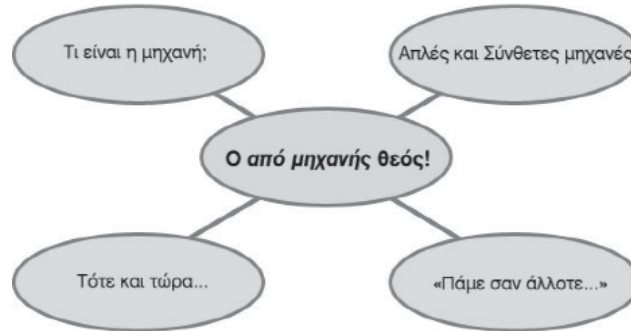 Τι είναι η μηχανή;
Απλές και Σύνθετες μηχανές
Ο από μηχανής θεός!
Τότε και τώρα...
«Πάμε σαν άλλοτε...»